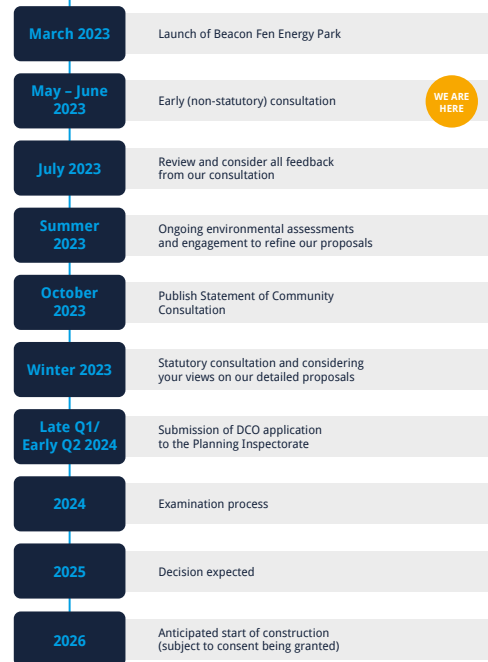 March 2023
Launch of Beacon Fen Energy Park
May – June
2023
Early (non-statutory) consultation
WE ARE
HERE
July 2023
Review and consider all feedback
from our consultation
Summer
2023
Ongoing environmental assessments
and engagement to refine our proposals
October
2023
Publish Statement of Community
Consultation
Winter 2023
Statutory consultation and considering
your views on our detailed proposals
Late Q1/
Early Q2 2024
Submission of DCO application
to the Planning Inspectorate
2024
Examination process
2025
Decision expected
2026
Anticipated start of construction
(subject to consent being granted)